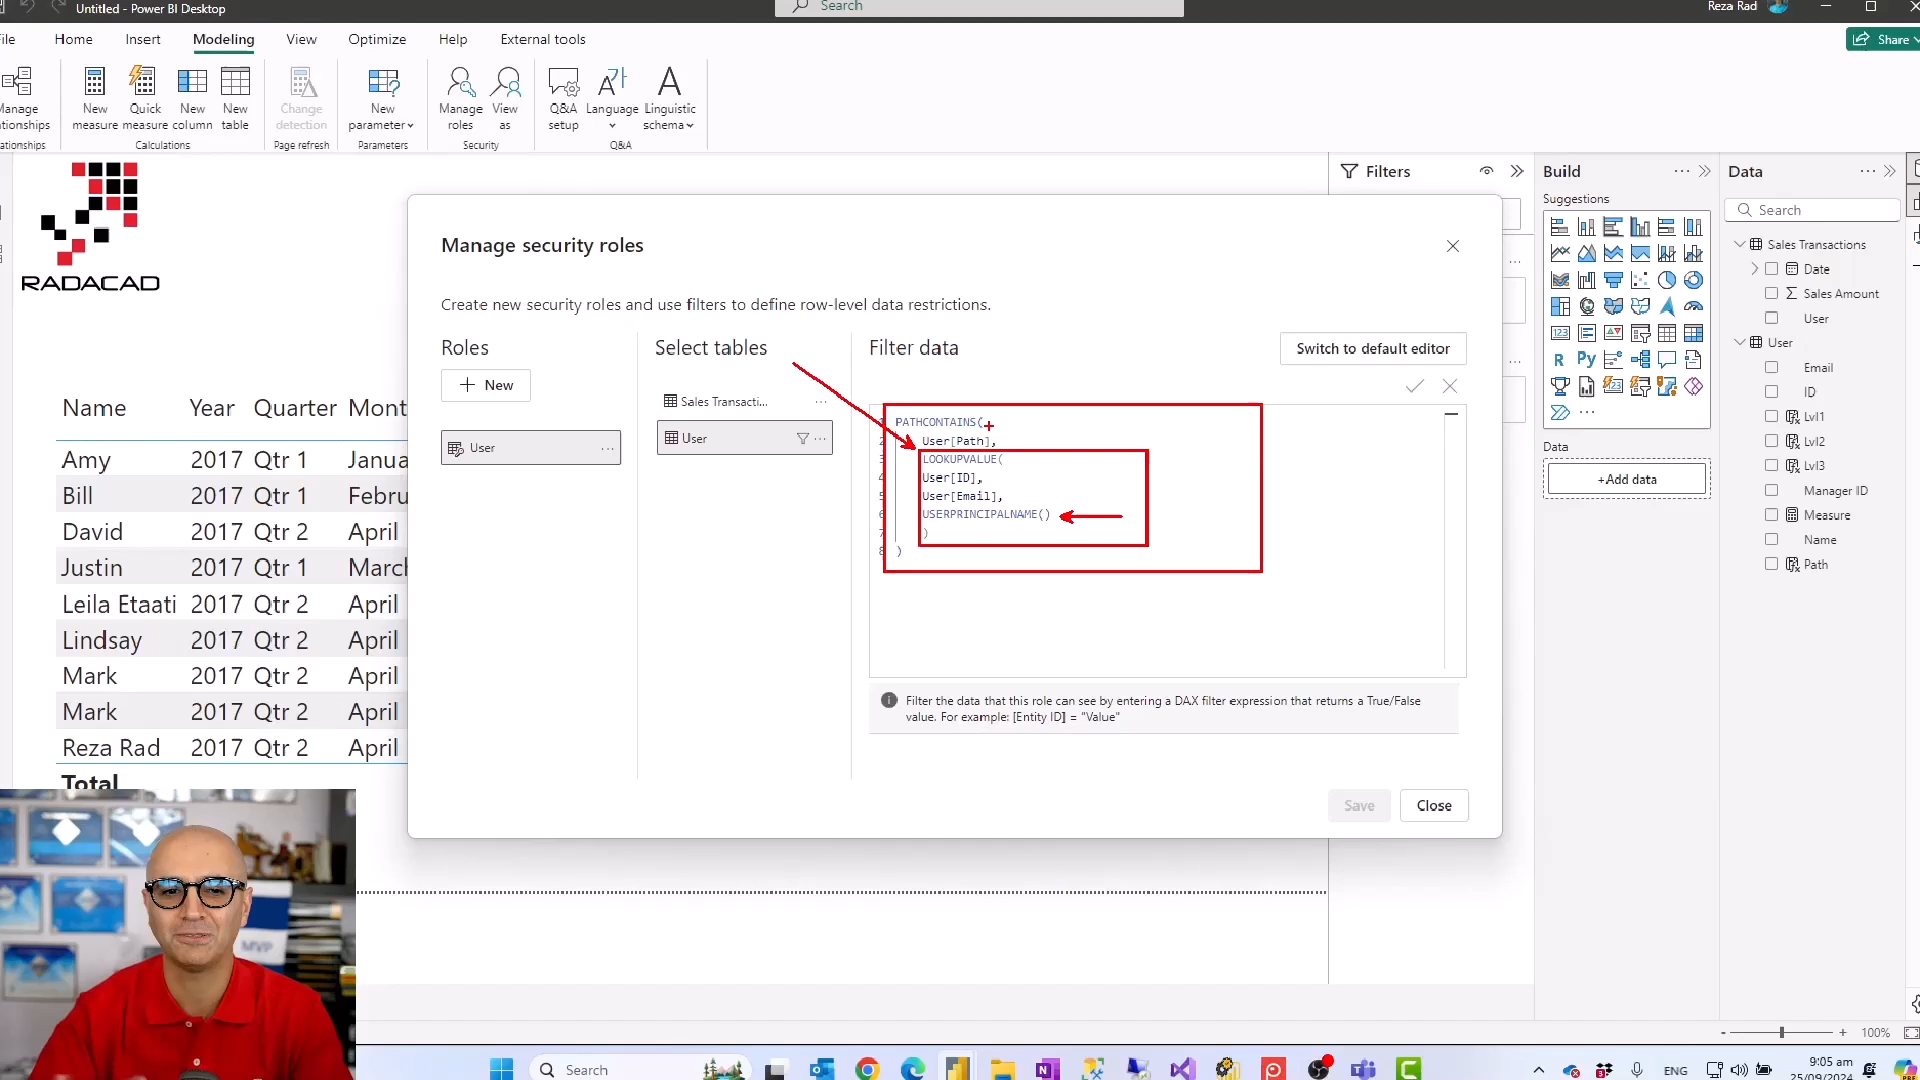 Untitled - Power BI Desktop
Search
Reza Rad
Home
Insert
Modeling
View
Optimize
Help
External tools
Share
New measure
Quick measure
New column
New table
Change detection
New parameter
Manage roles
View as
Q&A setup
Language
Linguistic schema
Calculations
Page refresh
Parameters
Security
Q&A
RADACAD
Name Year Quarter
Amy 2017 Qtr 1
Bill 2017 Qtr 1
David 2017 Qtr 2 April
Justin 2017 Qtr 1
Leila Etaati 2017 Qtr 2 April
Lindsay 2017 Qtr 2 April
Mark 2017 Qtr 2 April
Mark 2017 Qtr 2 April
Reza Rad 2017 Qtr 2 April
Total
Manage security roles
Create new security roles and use filters to define row-level data restrictions.
Roles
+ New
User
Select tables
Sales Transacti...
User
Filter data
Switch to default editor
PATHCONTAINS(
User[Path],
LOOKUPVALUE(
User[ID],
User[Email],
USERPRINCIPALNAME()
)
8 )
Filter the data that this role can see by entering a DAX filter expression that returns a True/False
value. For example: [Entity ID] = "Value"
Save
Close
Filters
Build
Suggestions
R
Py
123
Data
+Add data
Data
Search
Sales Transactions
Date
Sales Amount
User
User
Email
ID
Lvl1
Lvl2
Lvl3
Manager ID
Measure
Name
Path
- + 100%
MVP
Search
ENG
9:05 am
25/09/2024